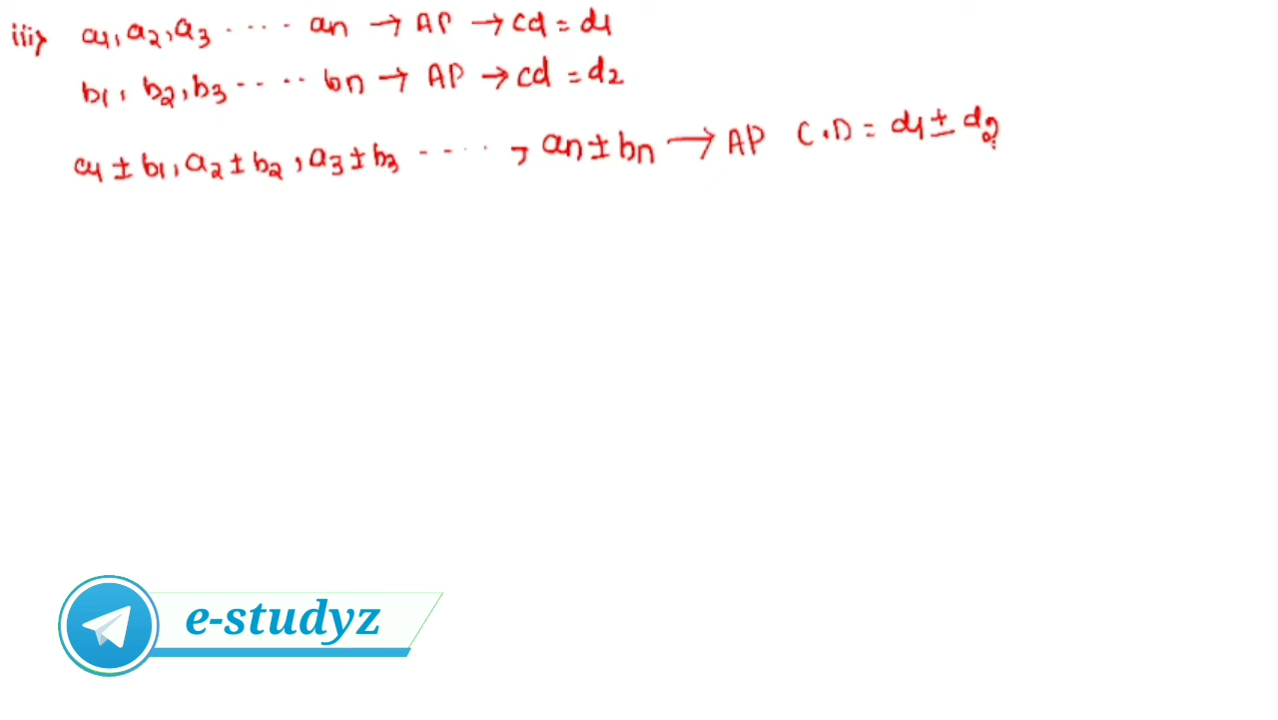 iii) a1, a2, a3 ..... an → AP → cd = d1
b1, b2, b3 ..... bn → AP → cd = d2
a1 ± b1, a2 ± b2, a3 ± b3 ....., an ± bn → AP C.D = d1 ± d2
e-studyz